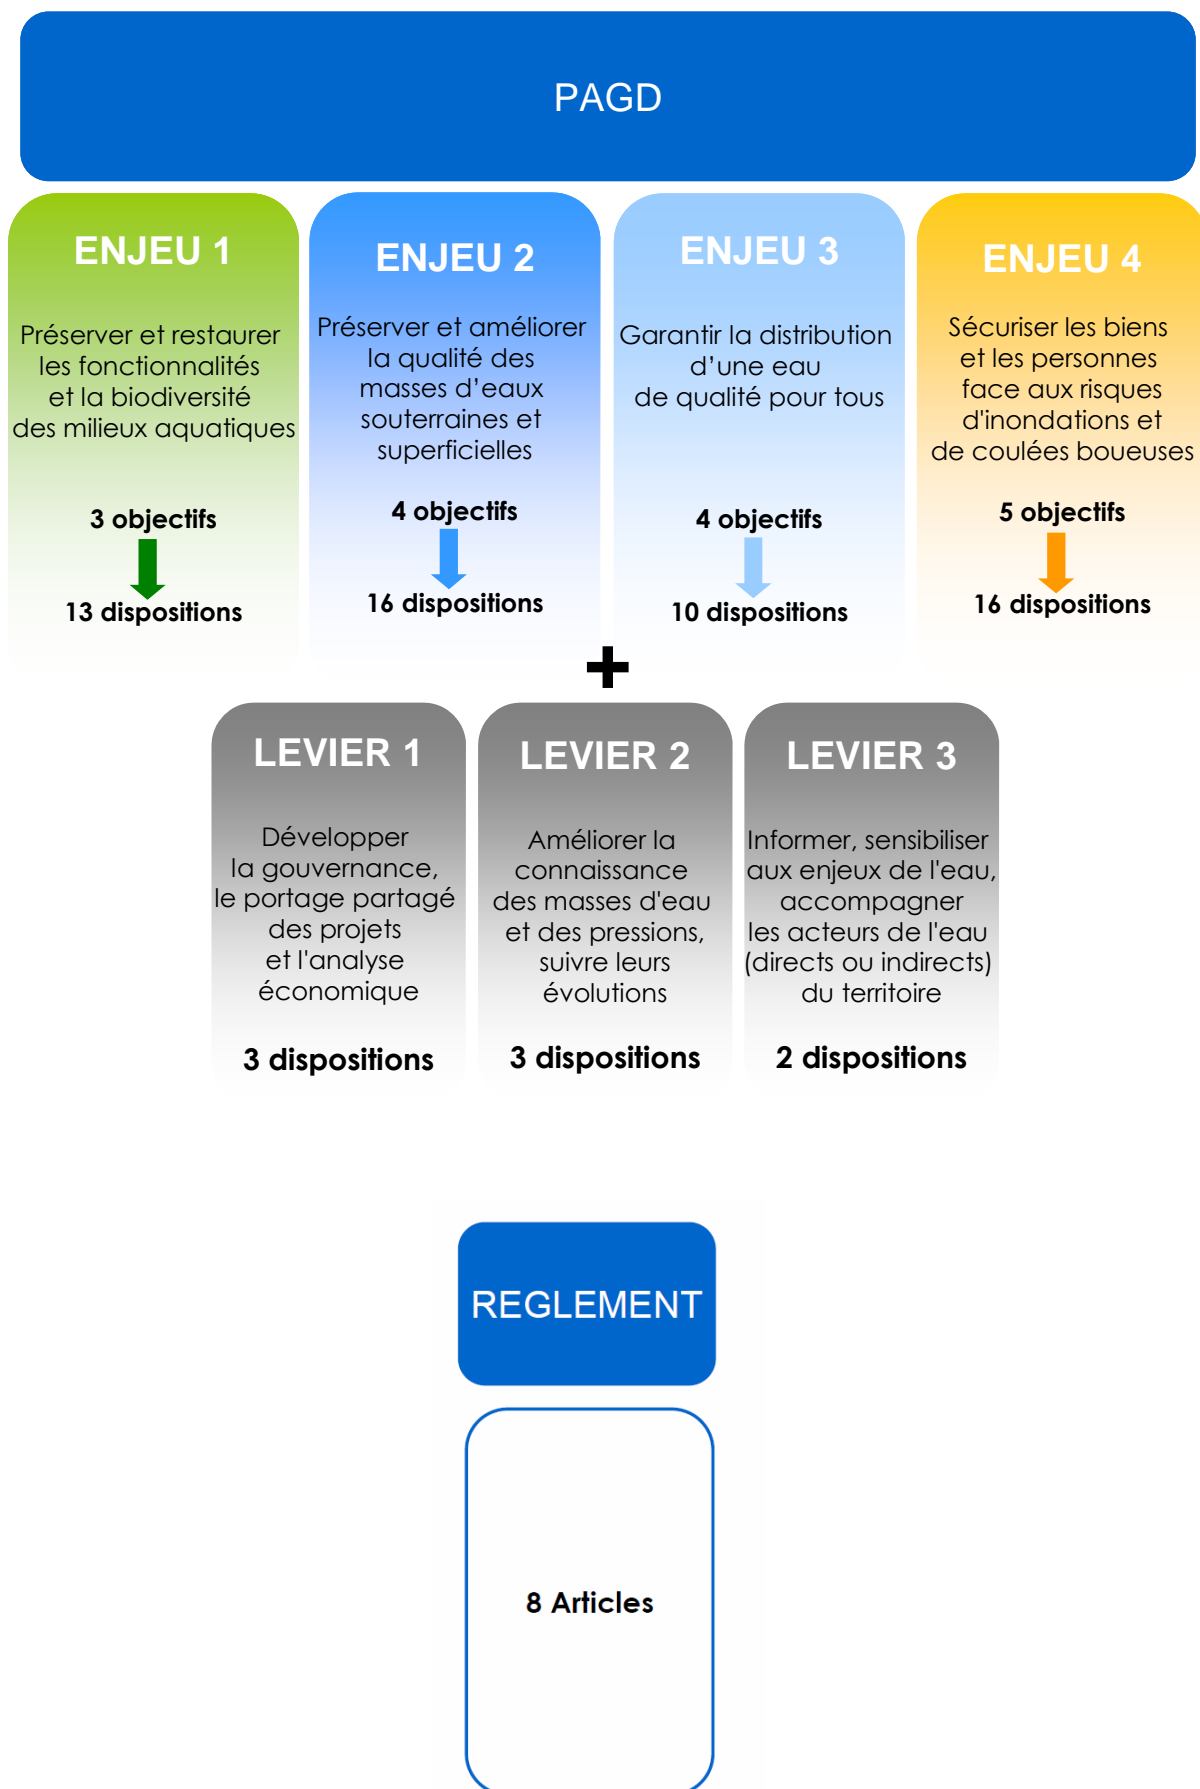 PAGD
ENJEU 1
Préserver et restaurer
les fonctionnalités
et la biodiversité
des milieux aquatiques
3 objectifs
13 dispositions
ENJEU 2
Préserver et améliorer
la qualité des
masses d’eaux
souterraines et
superficielles
4 objectifs
16 dispositions
ENJEU 3
Garantir la distribution
d’une eau
de qualité pour tous
4 objectifs
10 dispositions
ENJEU 4
Sécuriser les biens
et les personnes
face aux risques
d'inondations et
de coulées boueuses
5 objectifs
16 dispositions
+
LEVIER 1
Développer
la gouvernance,
le portage partagé
des projets
et l'analyse
économique
3 dispositions
LEVIER 2
Améliorer la
connaissance
des masses d'eau
et des pressions,
suivre leurs
évolutions
3 dispositions
LEVIER 3
Informer, sensibiliser
aux enjeux de l'eau,
accompagner
les acteurs de l'eau
(directs ou indirects)
du territoire
2 dispositions
REGLEMENT
8 Articles